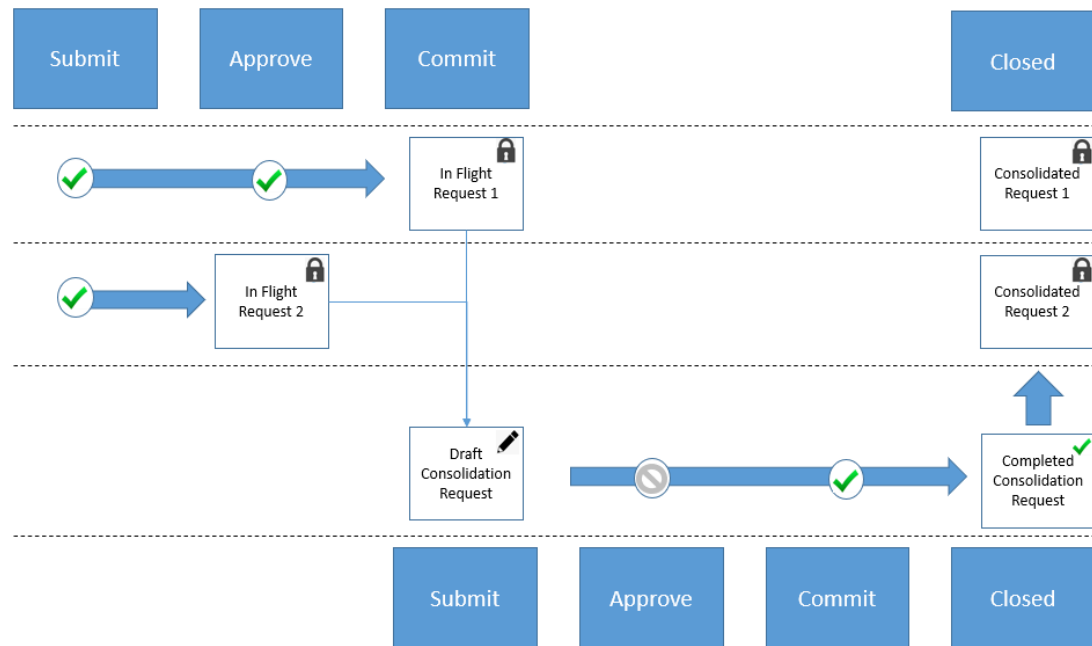 Submit
Approve
Commit
Closed
In Flight
Request 1
Consolidated
Request 1
In Flight
Request 2
Consolidated
Request 2
Draft
Consolidation
Request
Completed
Consolidation
Request
Submit
Approve
Commit
Closed